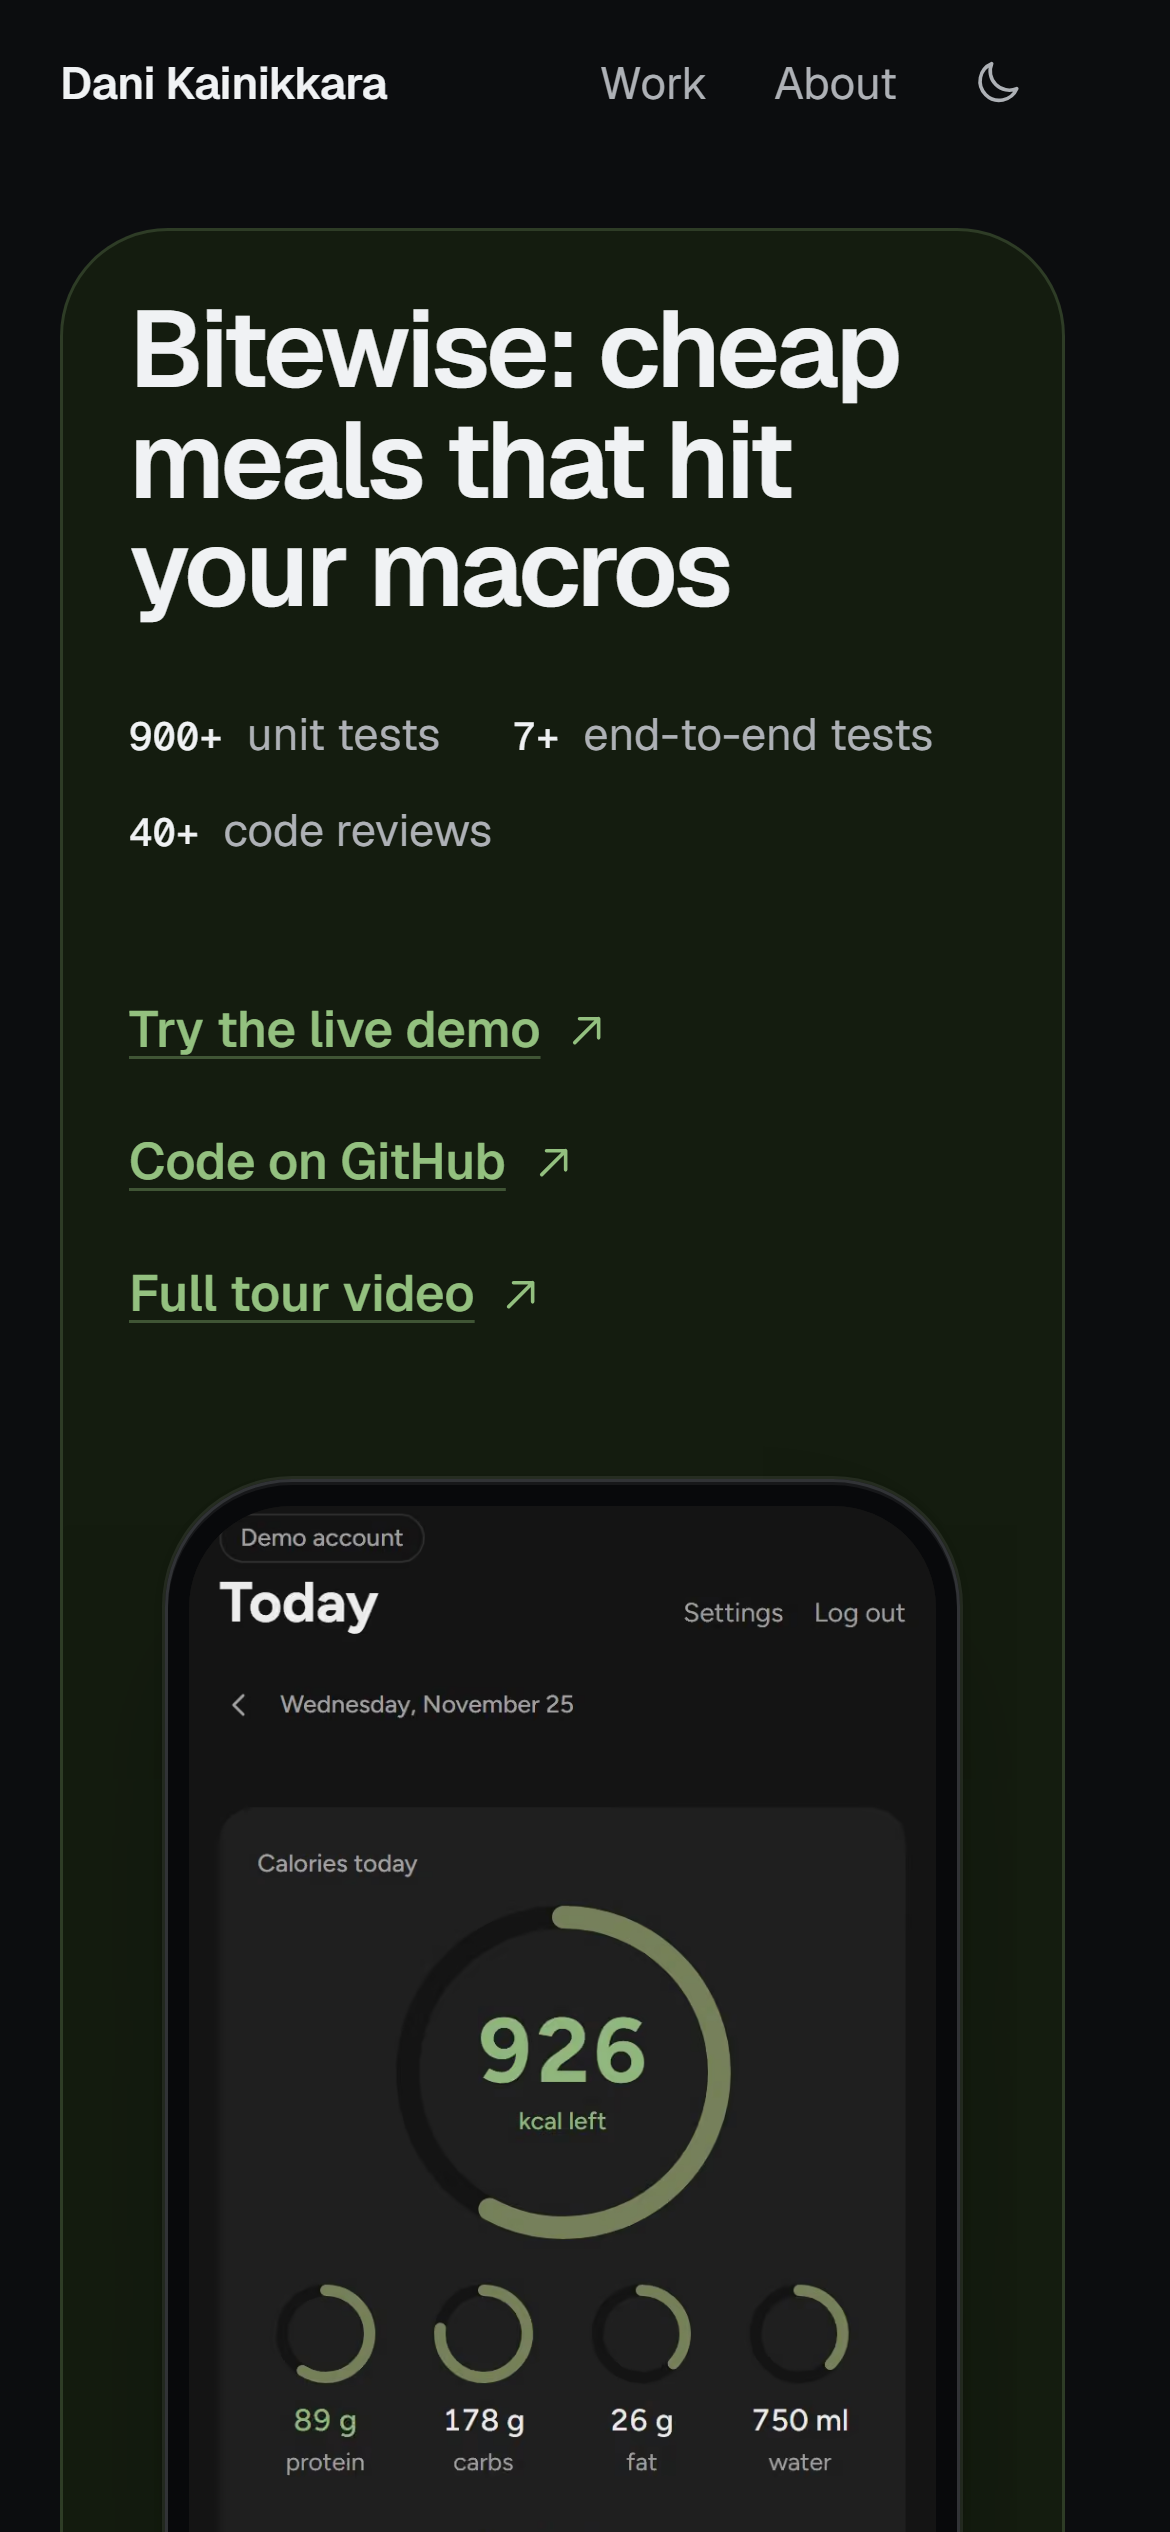 Dani Kainikkara Work About
Bitewise: cheap
meals that hit
your macros
900+ unit tests 7+ end-to-end tests
40+ code reviews
Try the live demo
Code on GitHub
Full tour video
Demo account
Today
Settings Log out
Wednesday, November 25
Calories today
926
kcal left
89 g 178 g 26 g 750 ml
protein carbs fat water